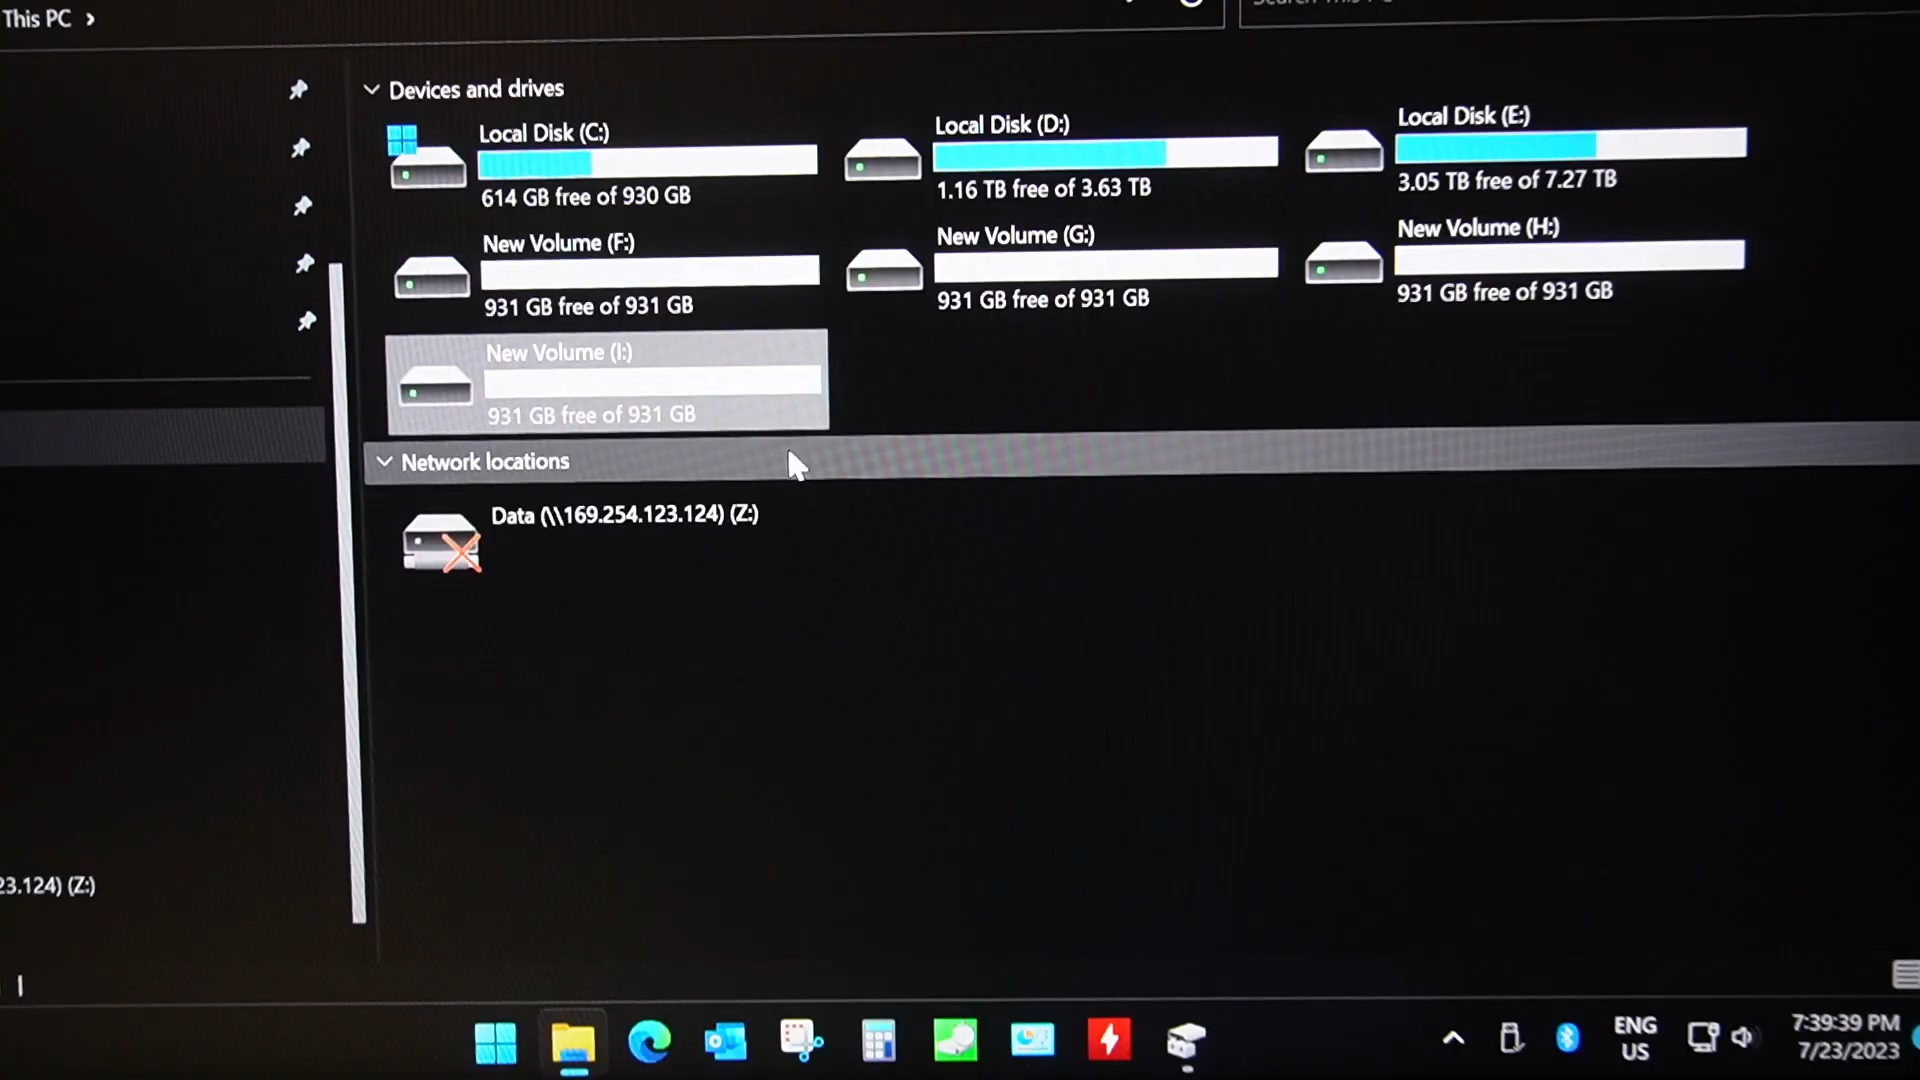 This PC
Devices and drives
Local Disk (C:)
614 GB free of 930 GB
Local Disk (D:)
1.16 TB free of 3.63 TB
Local Disk (E:)
3.05 TB free of 7.27 TB
New Volume (F:)
931 GB free of 931 GB
New Volume (G:)
931 GB free of 931 GB
New Volume (H:)
931 GB free of 931 GB
New Volume (I:)
931 GB free of 931 GB
Network locations
Data (\\169.254.123.124) (Z:)
23.124) (Z:)
ENG
US
7:39:39 PM
7/23/2023